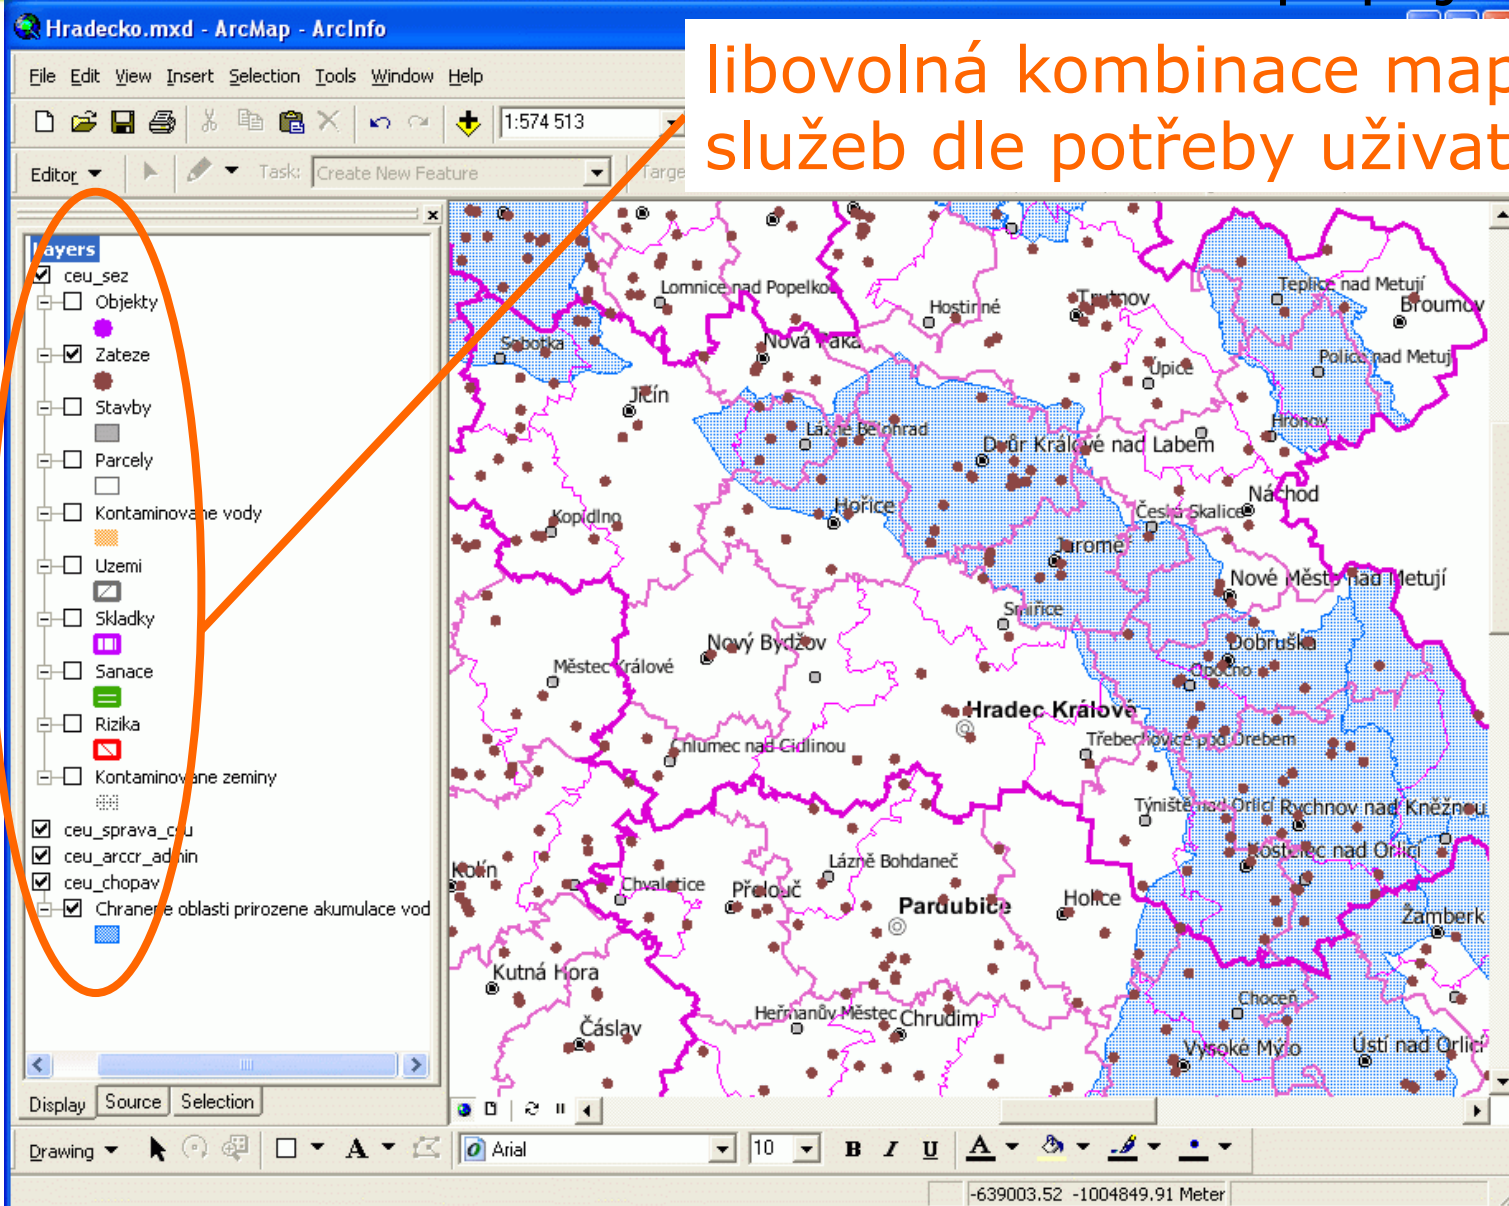 Hradecko.mxd - ArcMap - ArcInfo
libovolná kombinace map
služeb dle potřeby uživat
File Edit View Insert Selection Tools Window Help
1:574 513
Editor Task: Create New Feature Targe
Layers
ceu_sez
Objekty
Zateze
Stavby
Parcely
Kontaminovane vody
Uzemi
Skladky
Sanace
Rizika
Kontaminovane zeminy
ceu_sprava_csu
ceu_arccr_admin
ceu_chopav
Chranene oblasti prirozene akumulace vod
Lomnice nad Popelkou
Hostinné
Trutnov
Teplice nad Metují
Broumov
Sobotka
Nová Paka
Úpice
Police nad Metují
Jičín
Lázně Bělohrad
Dvůr Králové nad Labem
Hronov
Kopidlno
Hořice
Česká Skalice
Náchod
Jaroměř
Nové Město nad Metují
Smiřice
Nový Bydžov
Dobruška
Městec Králové
Opočno
Hradec Králové
Třebechovice pod Orebem
Chlumec nad Cidlinou
Týniště nad Orlicí
Rychnov nad Kněžnou
Kolín
Lázně Bohdaneč
Kostelec nad Orlicí
Chvaletice
Přelouč
Pardubice
Holice
Žamberk
Kutná Hora
Choceň
Čáslav
Heřmanův Městec
Chrudim
Vysoké Mýto
Ústí nad Orlicí
Display Source Selection
Drawing A Arial 10 B I U A
-639003.52 -1004849.91 Meter